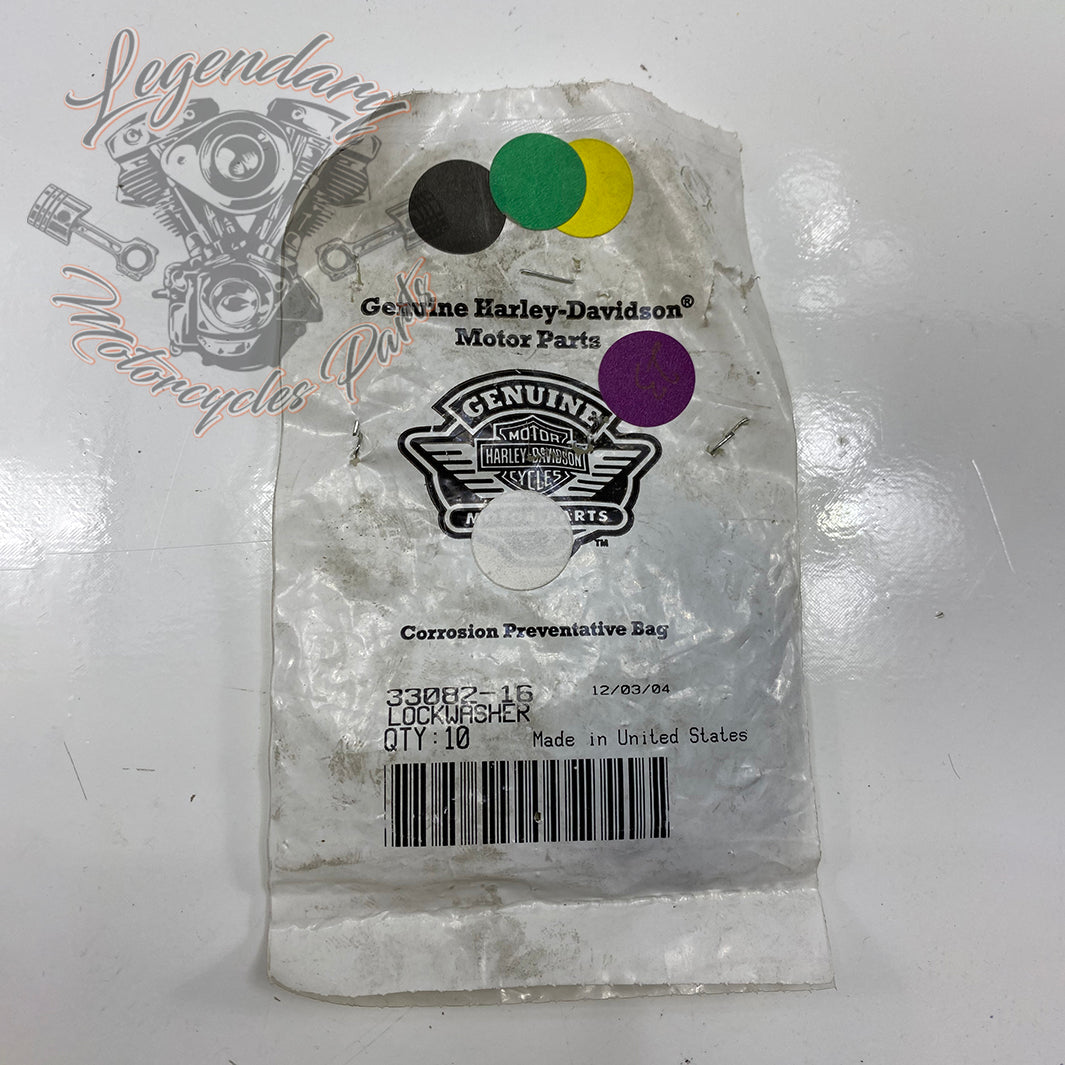 Legendary
Motorcycles Parts
Genuine Harley-Davidson®
Motor Parts
GENUINE
MOTOR
HARLEY-DAVIDSON
CYCLES
TM
Corrosion Preventative Bag
33082-16 12/03/04
LOCKWASHER
QTY:10 Made in United States